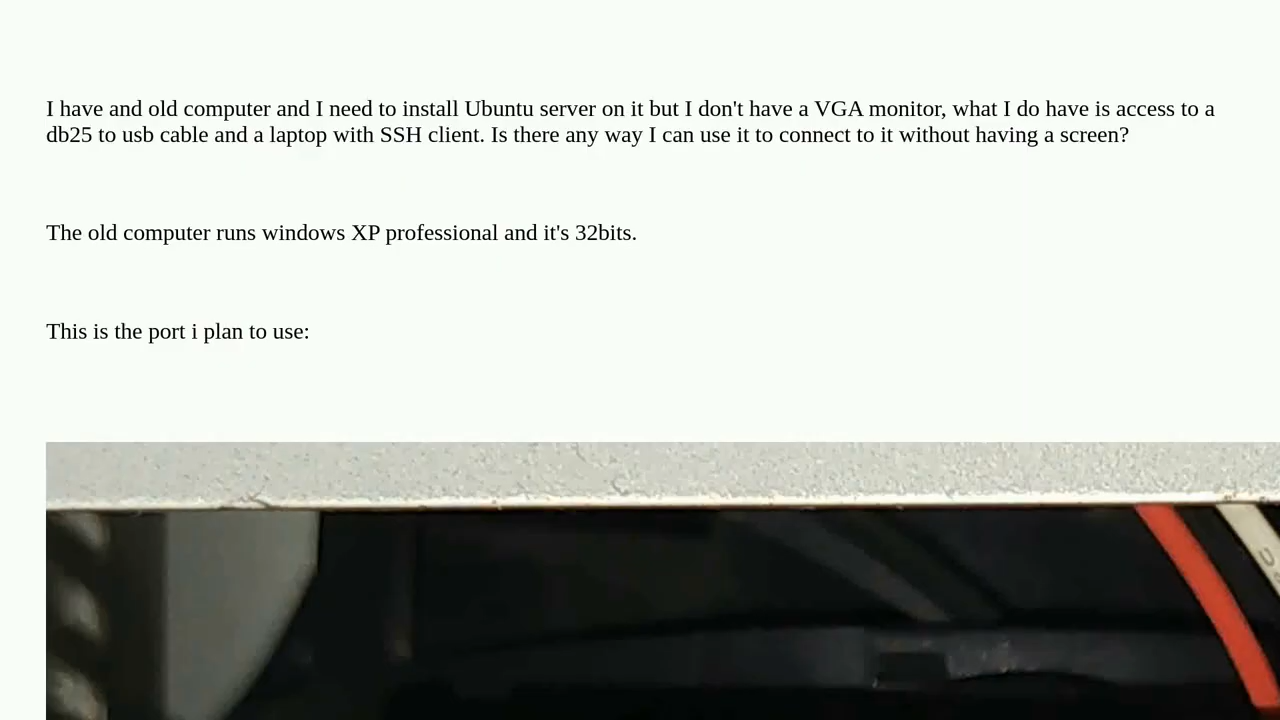 I have and old computer and I need to install Ubuntu server on it but I don't have a VGA monitor, what I do have is access to a
db25 to usb cable and a laptop with SSH client. Is there any way I can use it to connect to it without having a screen?
The old computer runs windows XP professional and it's 32bits.
This is the port i plan to use: